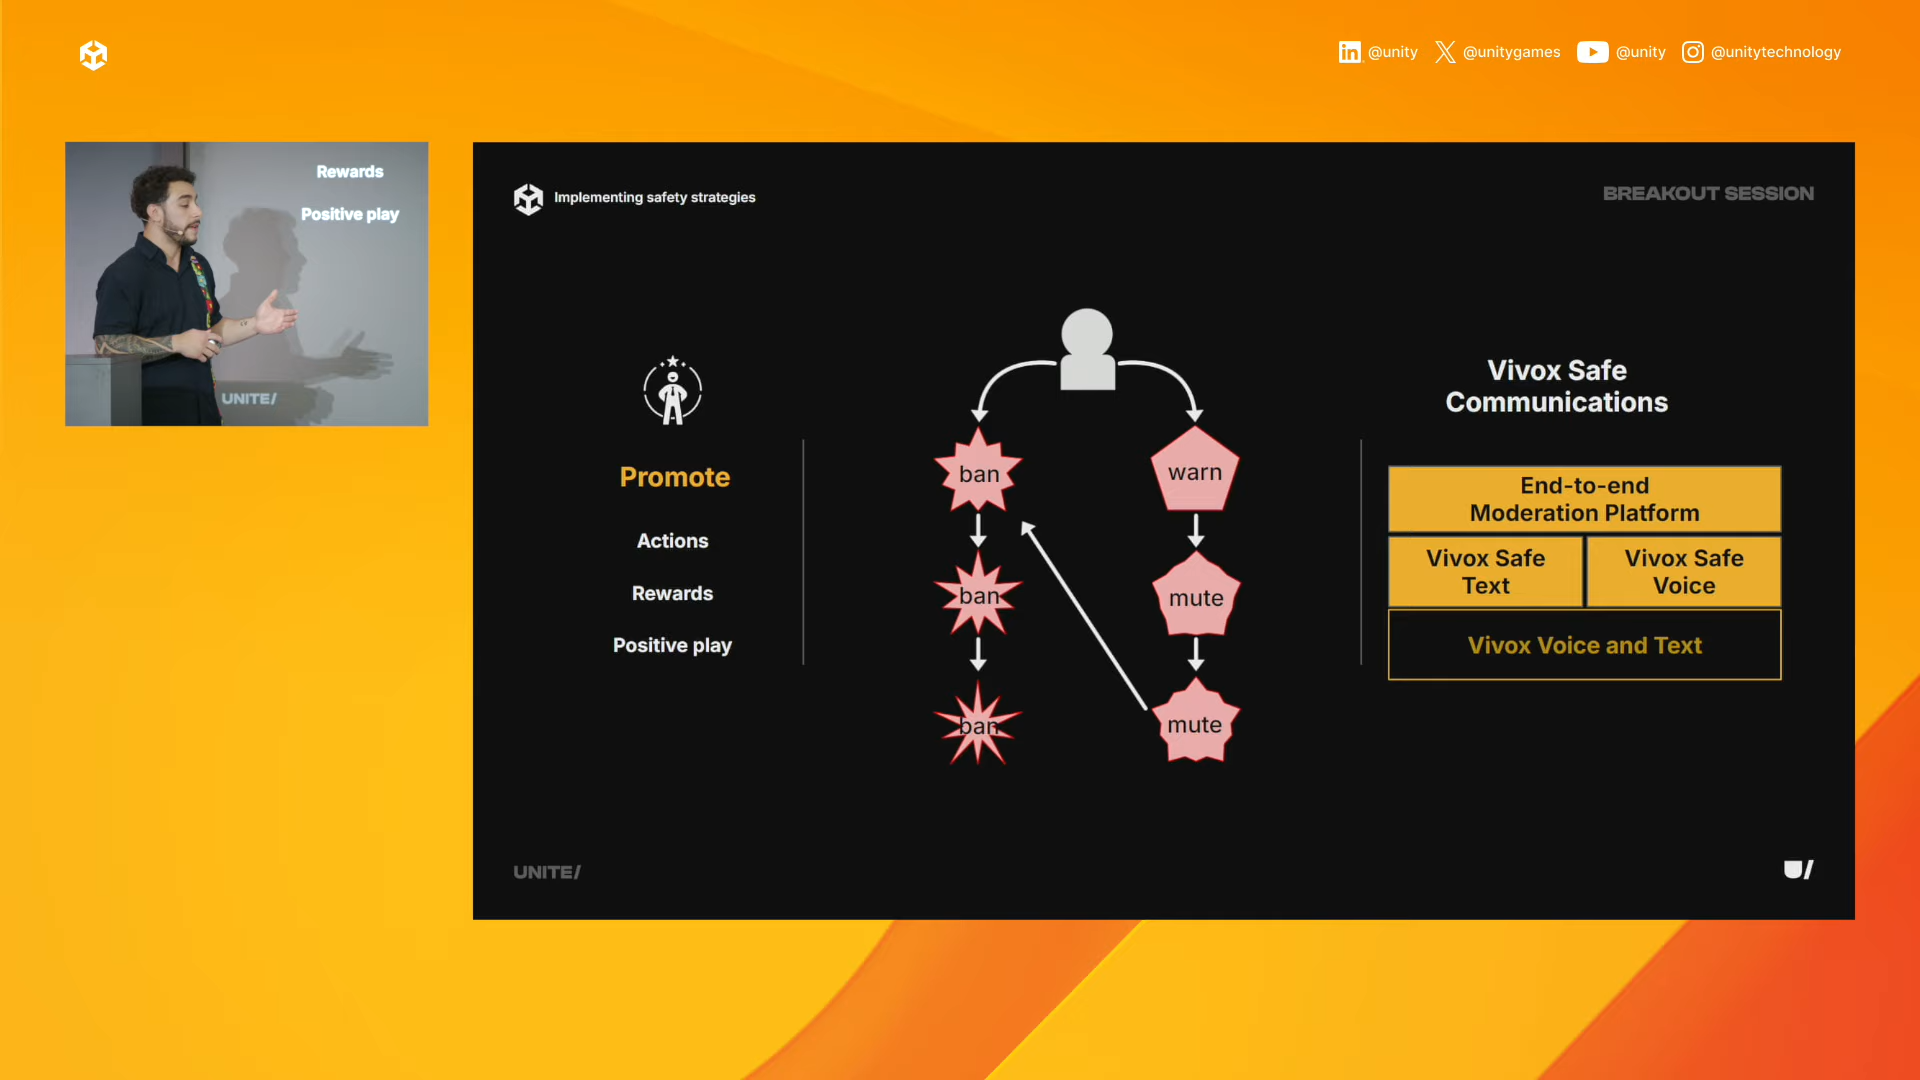 @unity
@unitygames
@unity
@unitytechnology
Rewards
Positive play
UNITE/
Implementing safety strategies
BREAKOUT SESSION
Promote
Actions
Rewards
Positive play
ban
ban
ban
warn
mute
mute
Vivox Safe
Communications
End-to-end
Moderation Platform
Vivox Safe
Text
Vivox Safe
Voice
Vivox Voice and Text
UNITE/
U/